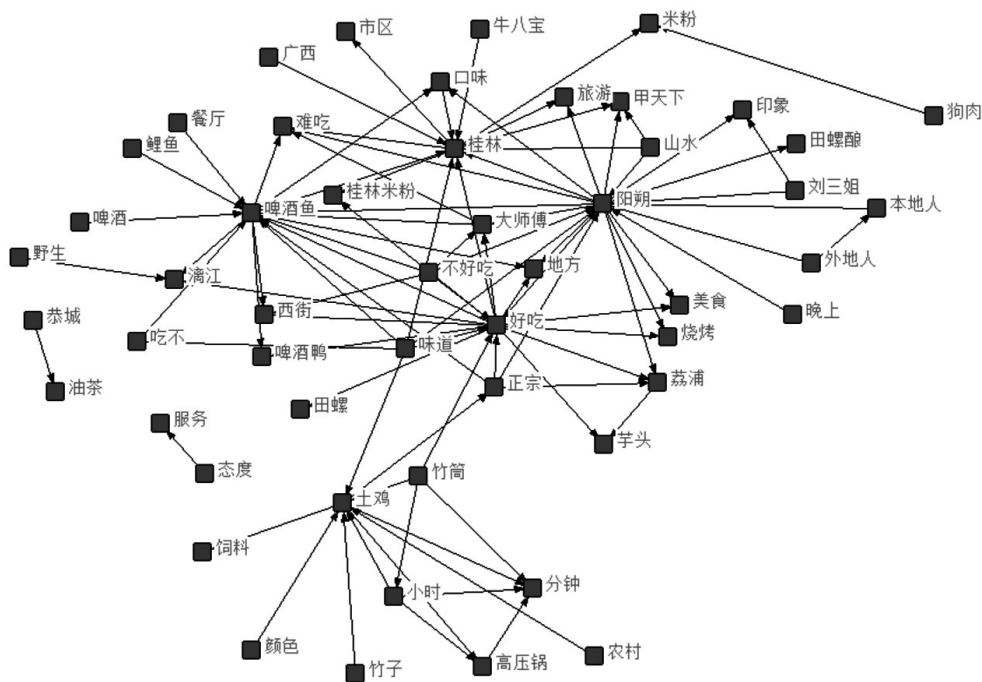 米粉
市区
牛八宝
广西
口味
旅游
甲天下
印象
狗肉
餐厅
难吃
鲤鱼
桂林
山水
田螺酿
桂林米粉
刘三姐
啤酒鱼
阳朔
本地人
啤酒
大师傅
野生
漓江
不好吃
地方
外地人
西街
美食
恭城
好吃
晚上
吃不
啤酒鸭
味道
烧烤
油茶
正宗
荔浦
田螺
服务
芋头
态度
竹筒
土鸡
饲料
小时
分钟
颜色
竹子
高压锅
农村